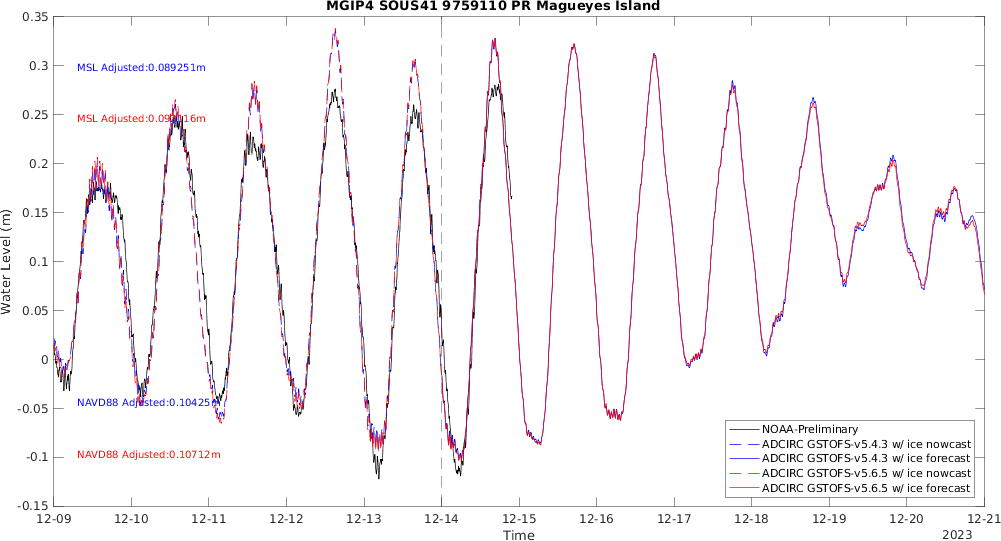 MGIP4 SOUS41 9759110 PR Magueyes Island
0.35
0.3
0.25
0.2
0.15
0.1
0.05
0
-0.05
-0.1
-0.15
Water Level (m)
MSL Adjusted:0.089251m
MSL
NAVD88 Adjusted:0.10425
NAVD88 Adjusted:0.10712m
NOAA-Preliminary
ADCIRC GSTOFS-v5.4.3 w/ ice nowcast
ADCIRC GSTOFS-v5.4.3 w/ ice forecast
ADCIRC GSTOFS-v5.6.5 w/ ice nowcast
ADCIRC GSTOFS-v5.6.5 w/ ice forecast
12-09 12-10 12-11 12-12 12-13 12-14 12-15 12-16 12-17 12-18 12-19 12-20 12-21
Time
2023